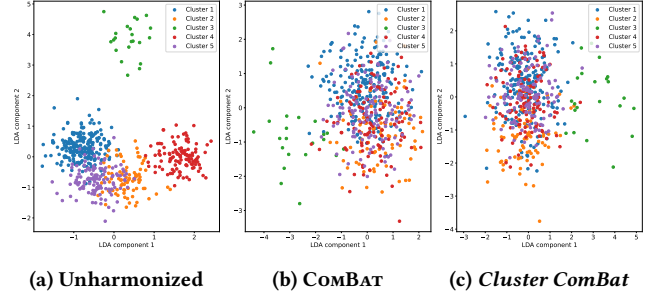 5
4
3
2
1
0
−1
−2
−1
0
1
2
LDA component 2
LDA component 1
Cluster 1
Cluster 2
Cluster 3
Cluster 4
Cluster 5
3
2
1
0
−1
−2
−3
−4
−3
−2
−1
0
1
2
LDA component 2
LDA component 1
Cluster 1
Cluster 2
Cluster 3
Cluster 4
Cluster 5
3
2
1
0
−1
−2
−3
−4
−3
−2
−1
0
1
2
3
4
5
LDA component 2
LDA component 1
Cluster 1
Cluster 2
Cluster 3
Cluster 4
Cluster 5
(a) Unharmonized
(b) COMBAT
(c) Cluster ComBat